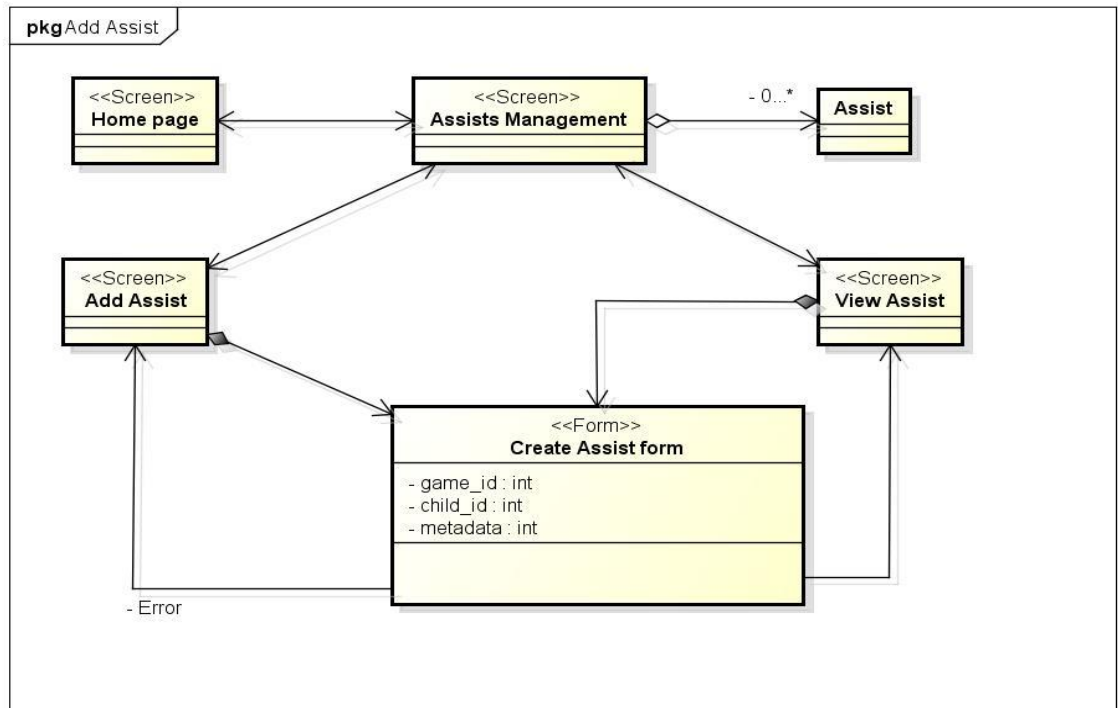 pkg Add Assist
<<Screen>>
Home page
<<Screen>>
Assists Management
- 0...*
Assist
<<Screen>>
Add Assist
<<Screen>>
View Assist
<<Form>>
Create Assist form
- game_id : int
- child_id : int
- metadata : int
- Error